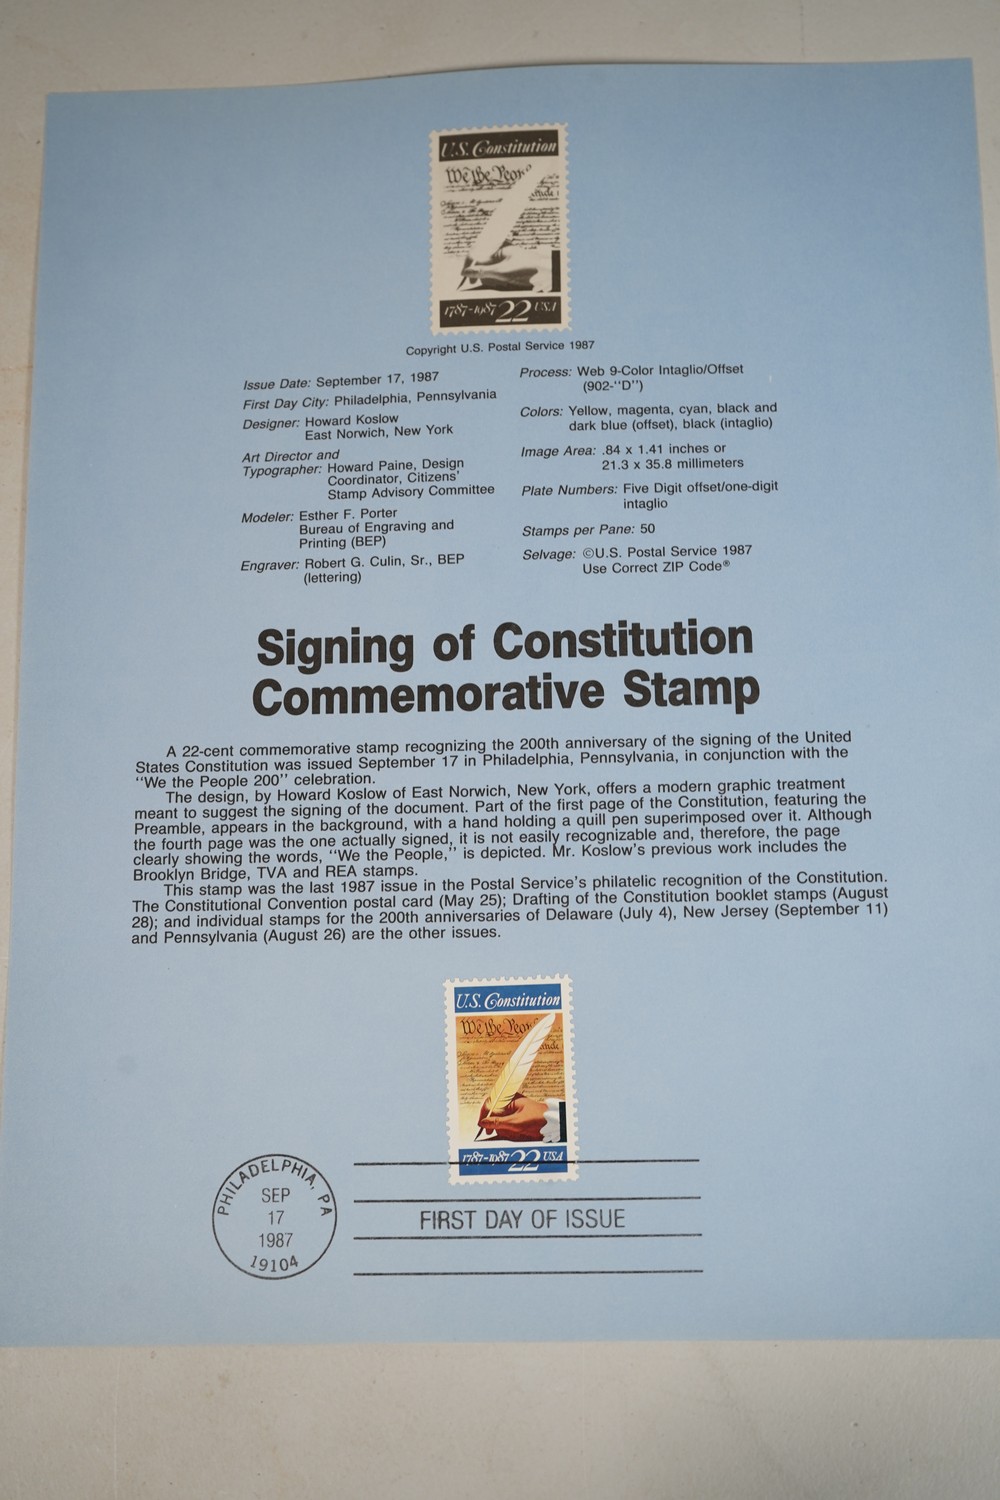 U.S. Constitution
We the Peop
1787-1987 22 USA
Copyright U.S. Postal Service 1987
Issue Date: September 17, 1987
First Day City: Philadelphia, Pennsylvania
Designer: Howard Koslow
East Norwich, New York
Art Director and
Typographer: Howard Paine, Design
Coordinator, Citizens'
Stamp Advisory Committee
Modeler: Esther F. Porter
Bureau of Engraving and
Printing (BEP)
Engraver: Robert G. Culin, Sr., BEP
(lettering)
Process: Web 9-Color Intaglio/Offset
(902-"D")
Colors: Yellow, magenta, cyan, black and
dark blue (offset), black (intaglio)
Image Area: .84 x 1.41 inches or
21.3 x 35.8 millimeters
Plate Numbers: Five Digit offset/one-digit
intaglio
Stamps per Pane: 50
Selvage: ©U.S. Postal Service 1987
Use Correct ZIP Code®
Signing of Constitution
Commemorative Stamp
A 22-cent commemorative stamp recognizing the 200th anniversary of the signing of the United
States Constitution was issued September 17 in Philadelphia, Pennsylvania, in conjunction with the
"We the People 200" celebration.
The design, by Howard Koslow of East Norwich, New York, offers a modern graphic treatment
meant to suggest the signing of the document. Part of the first page of the Constitution, featuring the
Preamble, appears in the background, with a hand holding a quill pen superimposed over it. Although
the fourth page was the one actually signed, it is not easily recognizable and, therefore, the page
clearly showing the words, "We the People," is depicted. Mr. Koslow's previous work includes the
Brooklyn Bridge, TVA and REA stamps.
This stamp was the last 1987 issue in the Postal Service's philatelic recognition of the Constitution.
The Constitutional Convention postal card (May 25); Drafting of the Constitution booklet stamps (August
28); and individual stamps for the 200th anniversaries of Delaware (July 4), New Jersey (September 11)
and Pennsylvania (August 26) are the other issues.
U.S. Constitution
We the Peop
1787-1987 22 USA
PHILADELPHIA, PA
SEP
17
1987
19104
FIRST DAY OF ISSUE